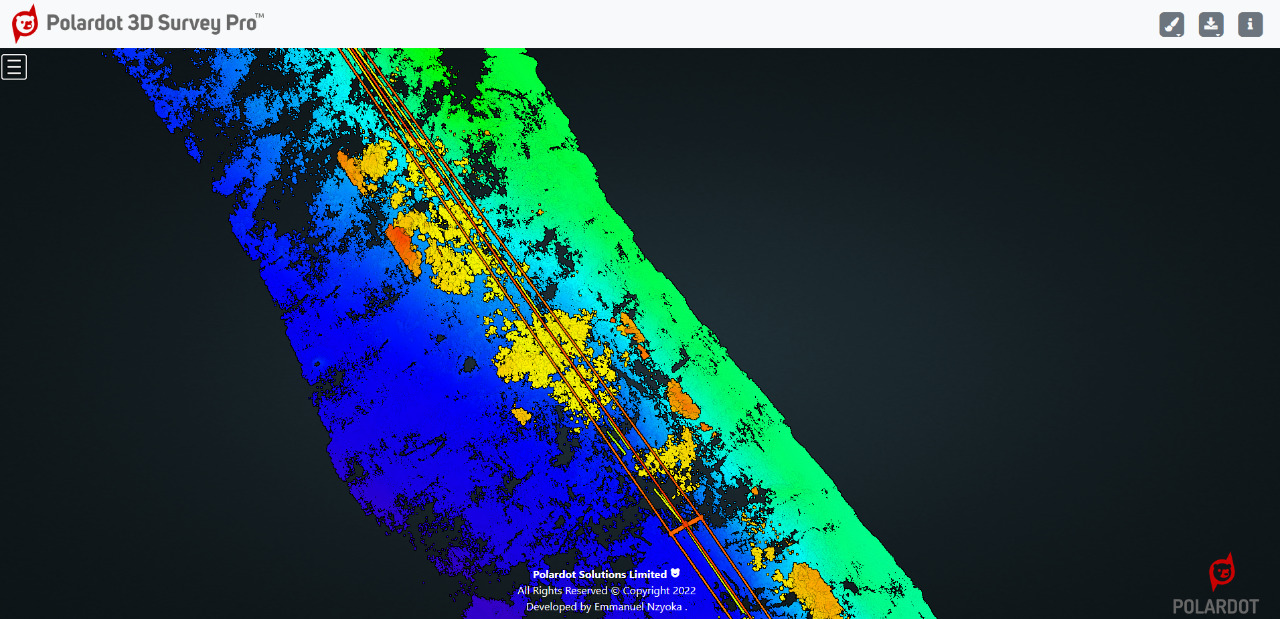 Polardot 3D Survey Pro™
Polardot Solutions Limited
All Rights Reserved © Copyright 2022
Developed by Emmanuel Nzyoka .
POLARDOT